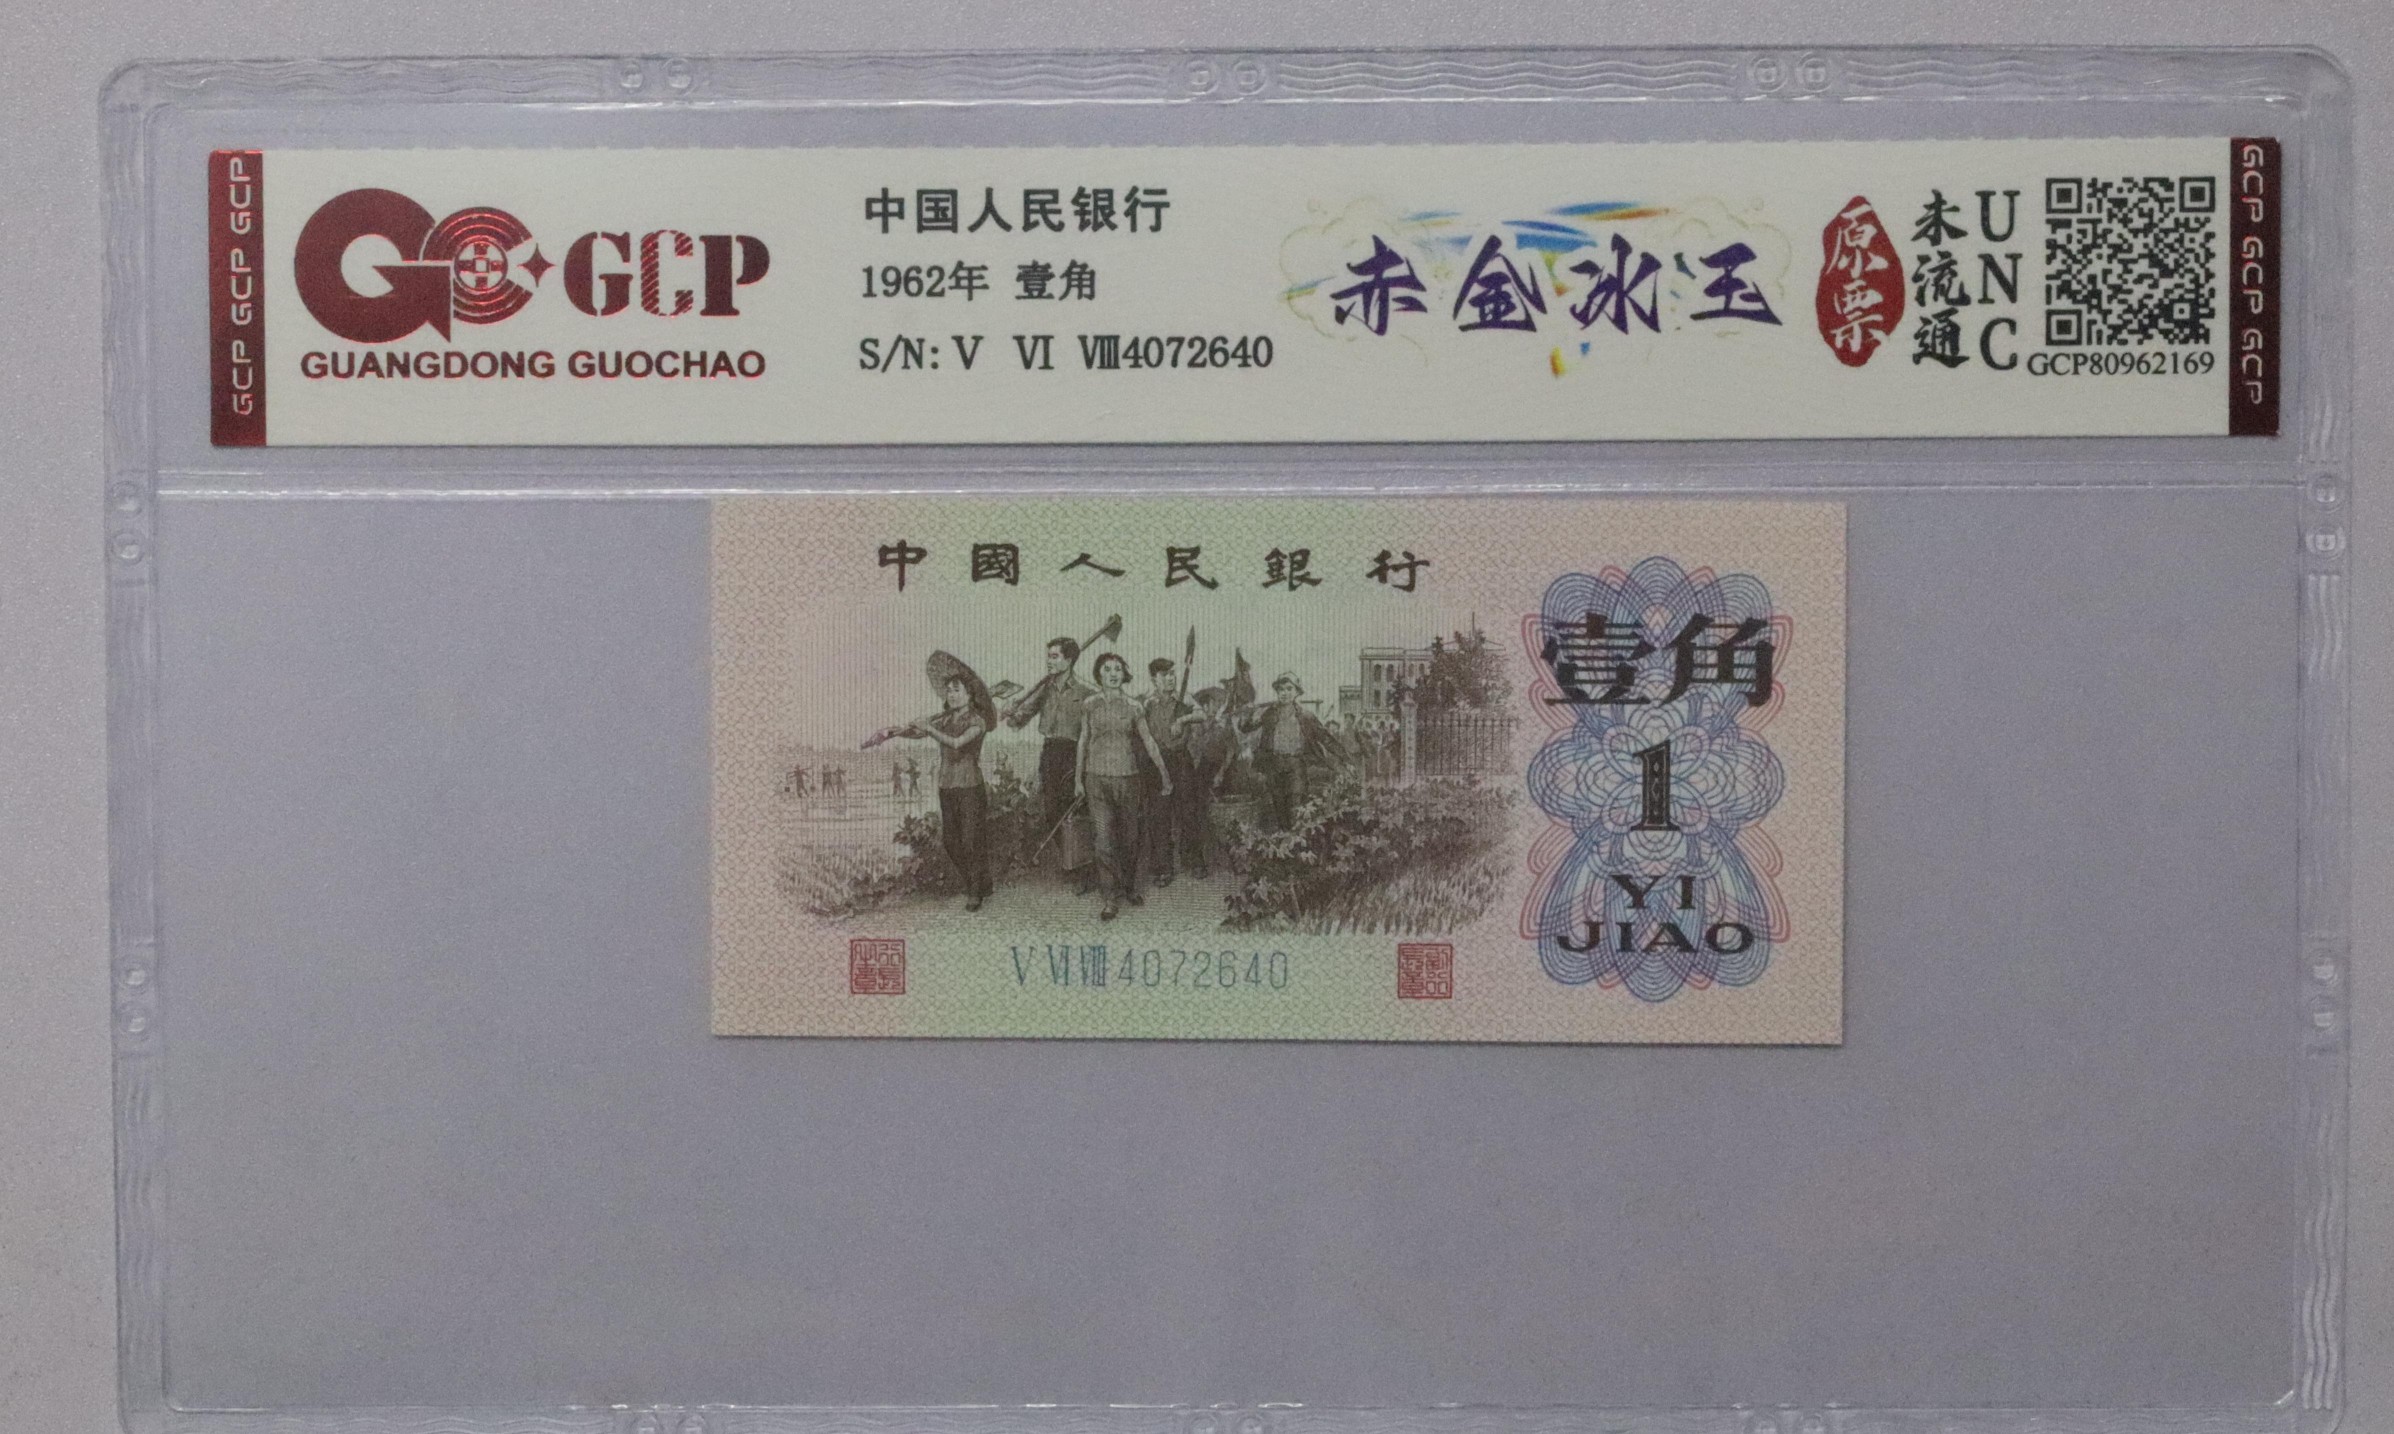 GCP GCP GCP
GCP
GUANGDONG GUOCHAO
中国人民银行
1962年 壹角
S/N: Ⅴ Ⅵ Ⅷ4072640
赤金冰玉
原票
未流通
UNC
GCP80962169
GCP GCP GCP
中國人民銀行
壹角
1
YI
JIAO
Ⅴ Ⅵ Ⅷ 4072640